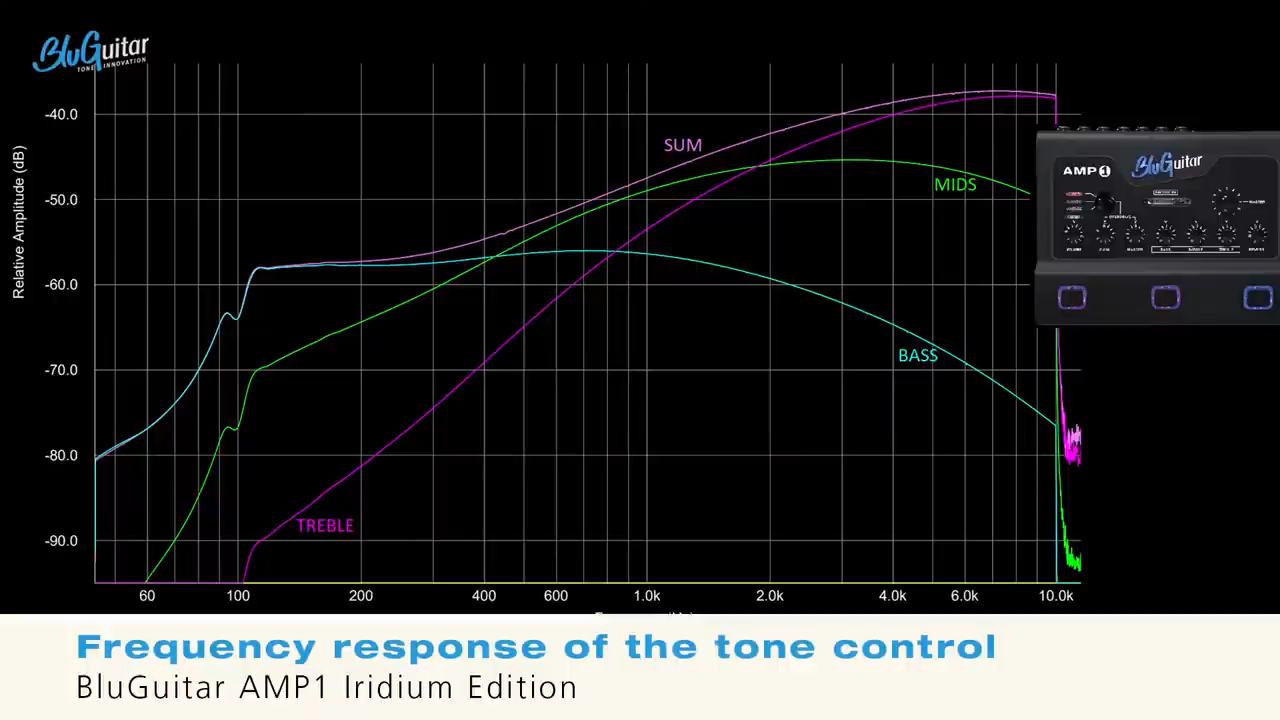 BluGuitar
TONE INNOVATION
Relative Amplitude (dB)
-40.0
-50.0
-60.0
-70.0
-80.0
-90.0
SUM
MIDS
BASS
TREBLE
60 100 200 400 600 1.0k 2.0k 4.0k 6.0k 10.0k
AMP1
BluGuitar
Frequency response of the tone control
BluGuitar AMP1 Iridium Edition